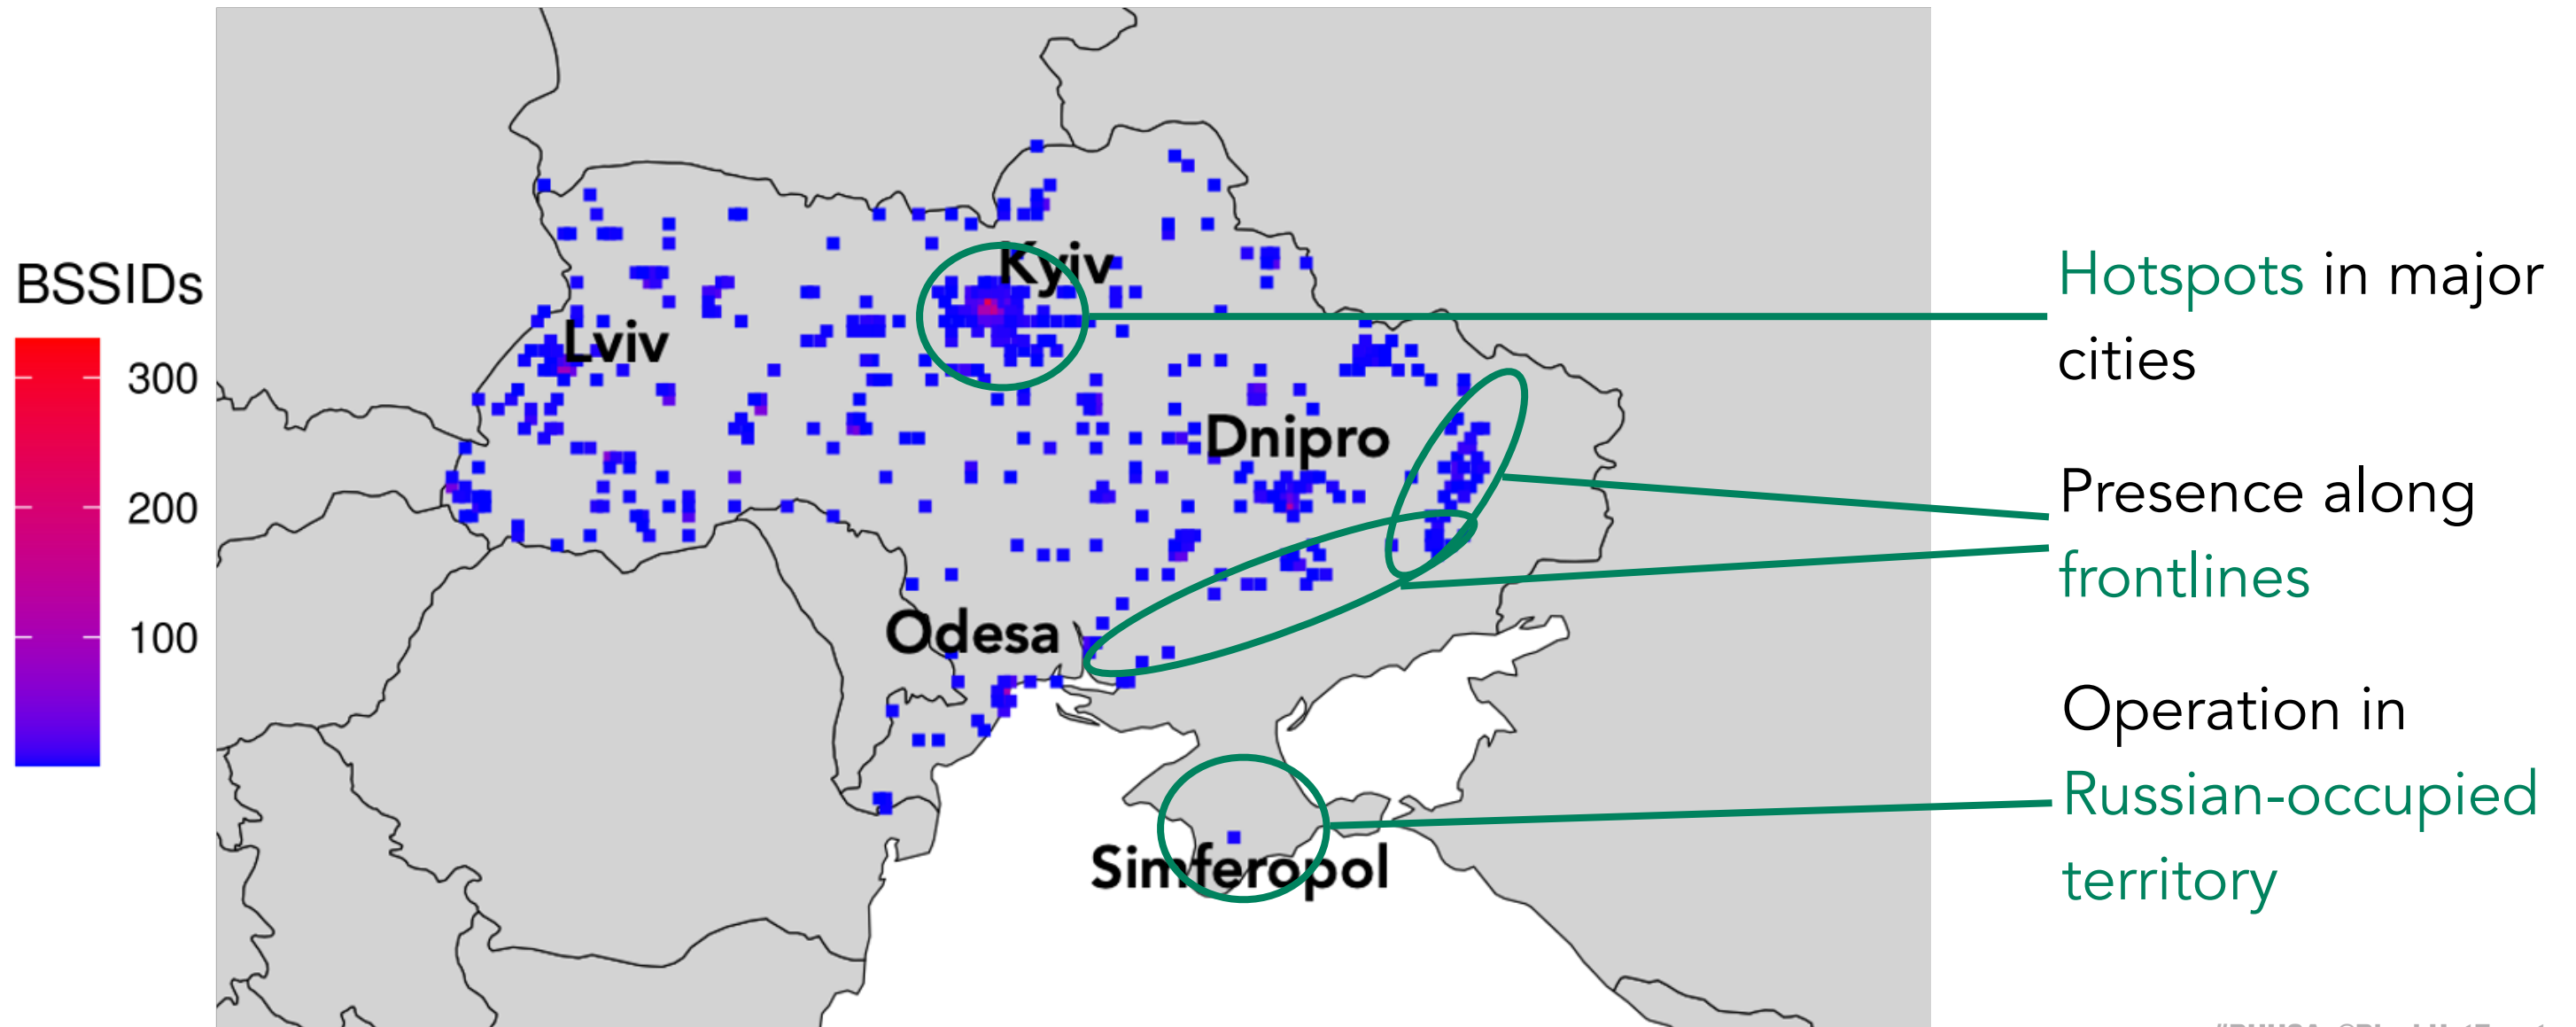 BSSIDs
300
200
100
Kyiv
Lviv
Dnipro
Odesa
Simferopol
Hotspots in major
cities
Presence along
frontlines
Operation in
Russian-occupied
territory